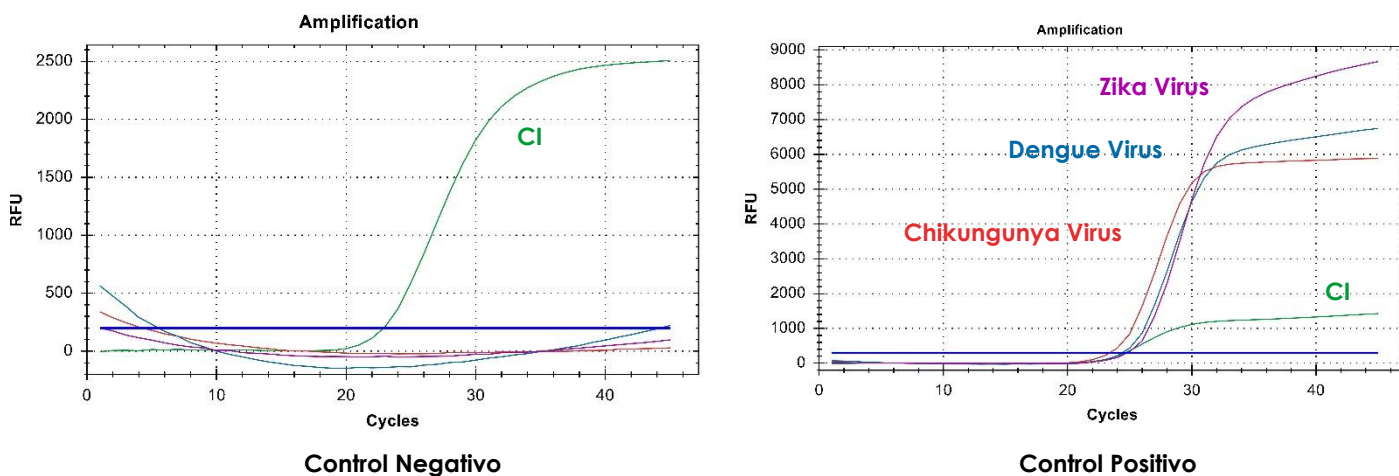 Amplification
2500
2000
1500
1000
500
0
RFU
CI
0
10
20
30
40
Cycles
Control Negativo
Amplification
9000
8000
7000
6000
5000
4000
3000
2000
1000
0
RFU
Zika Virus
Dengue Virus
Chikungunya Virus
CI
0
10
20
30
40
Cycles
Control Positivo